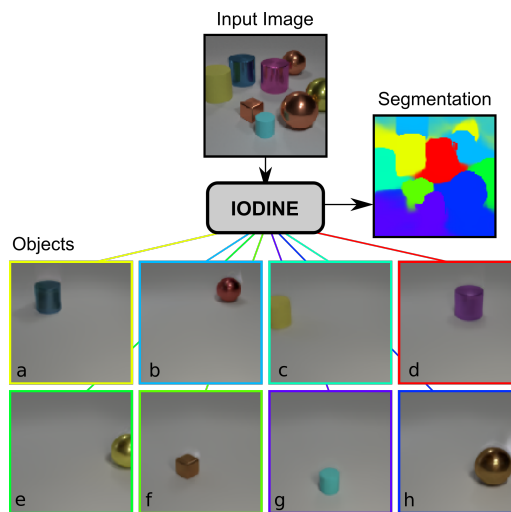 Input Image
Segmentation
IODINE
Objects
a
b
c
d
e
f
g
h